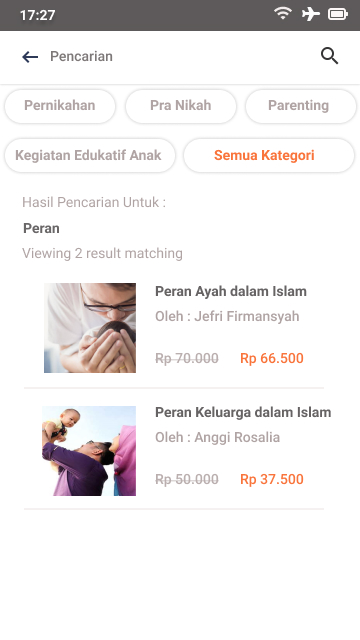 17:27
Pencarian
Pernikahan
Pra Nikah
Parenting
Kegiatan Edukatif Anak
Semua Kategori
Hasil Pencarian Untuk :
Peran
Viewing 2 result matching
Peran Ayah dalam Islam
Oleh : Jefri Firmansyah
Rp 70.000 Rp 66.500
Peran Keluarga dalam Islam
Oleh : Anggi Rosalia
Rp 50.000 Rp 37.500